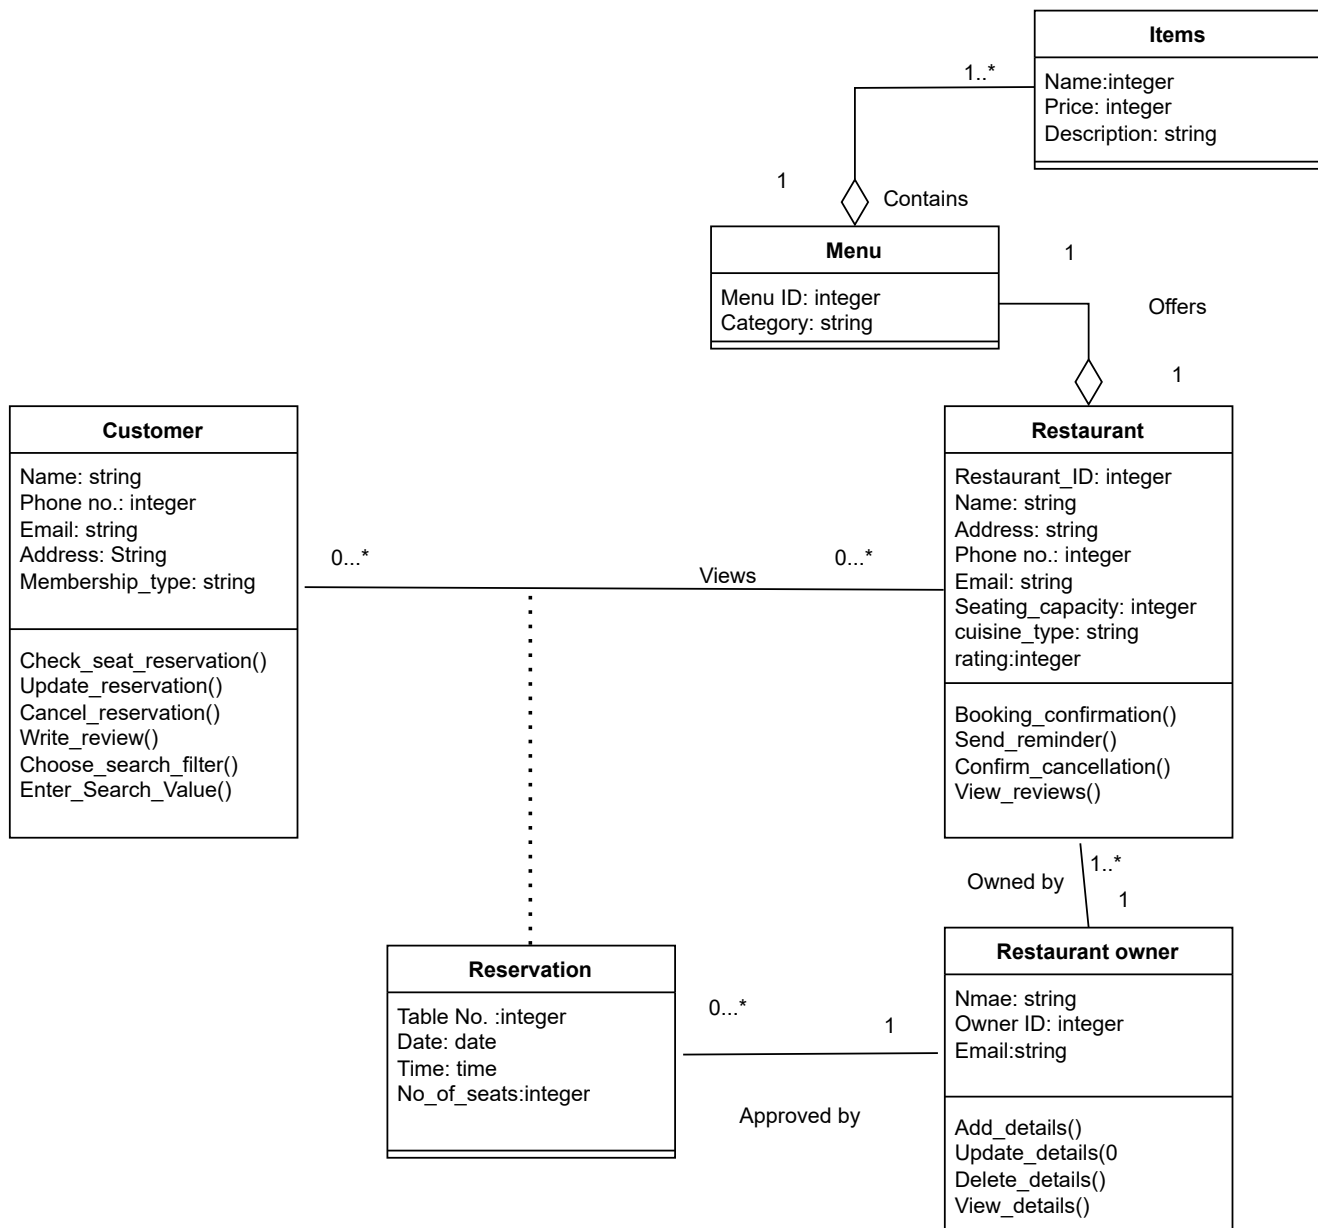 Items
Name:integer
Price: integer
Description: string
1..*
1
Contains
Menu
Menu ID: integer
Category: string
1
Offers
1
Customer
Name: string
Phone no.: integer
Email: string
Address: String
Membership_type: string
Check_seat_reservation()
Update_reservation()
Cancel_reservation()
Write_review()
Choose_search_filter()
Enter_Search_Value()
0...*
Views
0...*
Restaurant
Restaurant_ID: integer
Name: string
Address: string
Phone no.: integer
Email: string
Seating_capacity: integer
cuisine_type: string
rating:integer
Booking_confirmation()
Send_reminder()
Confirm_cancellation()
View_reviews()
1..*
Owned by
1
Reservation
Table No. :integer
Date: date
Time: time
No_of_seats:integer
0...*
1
Approved by
Restaurant owner
Nmae: string
Owner ID: integer
Email:string
Add_details()
Update_details(0
Delete_details()
View_details()